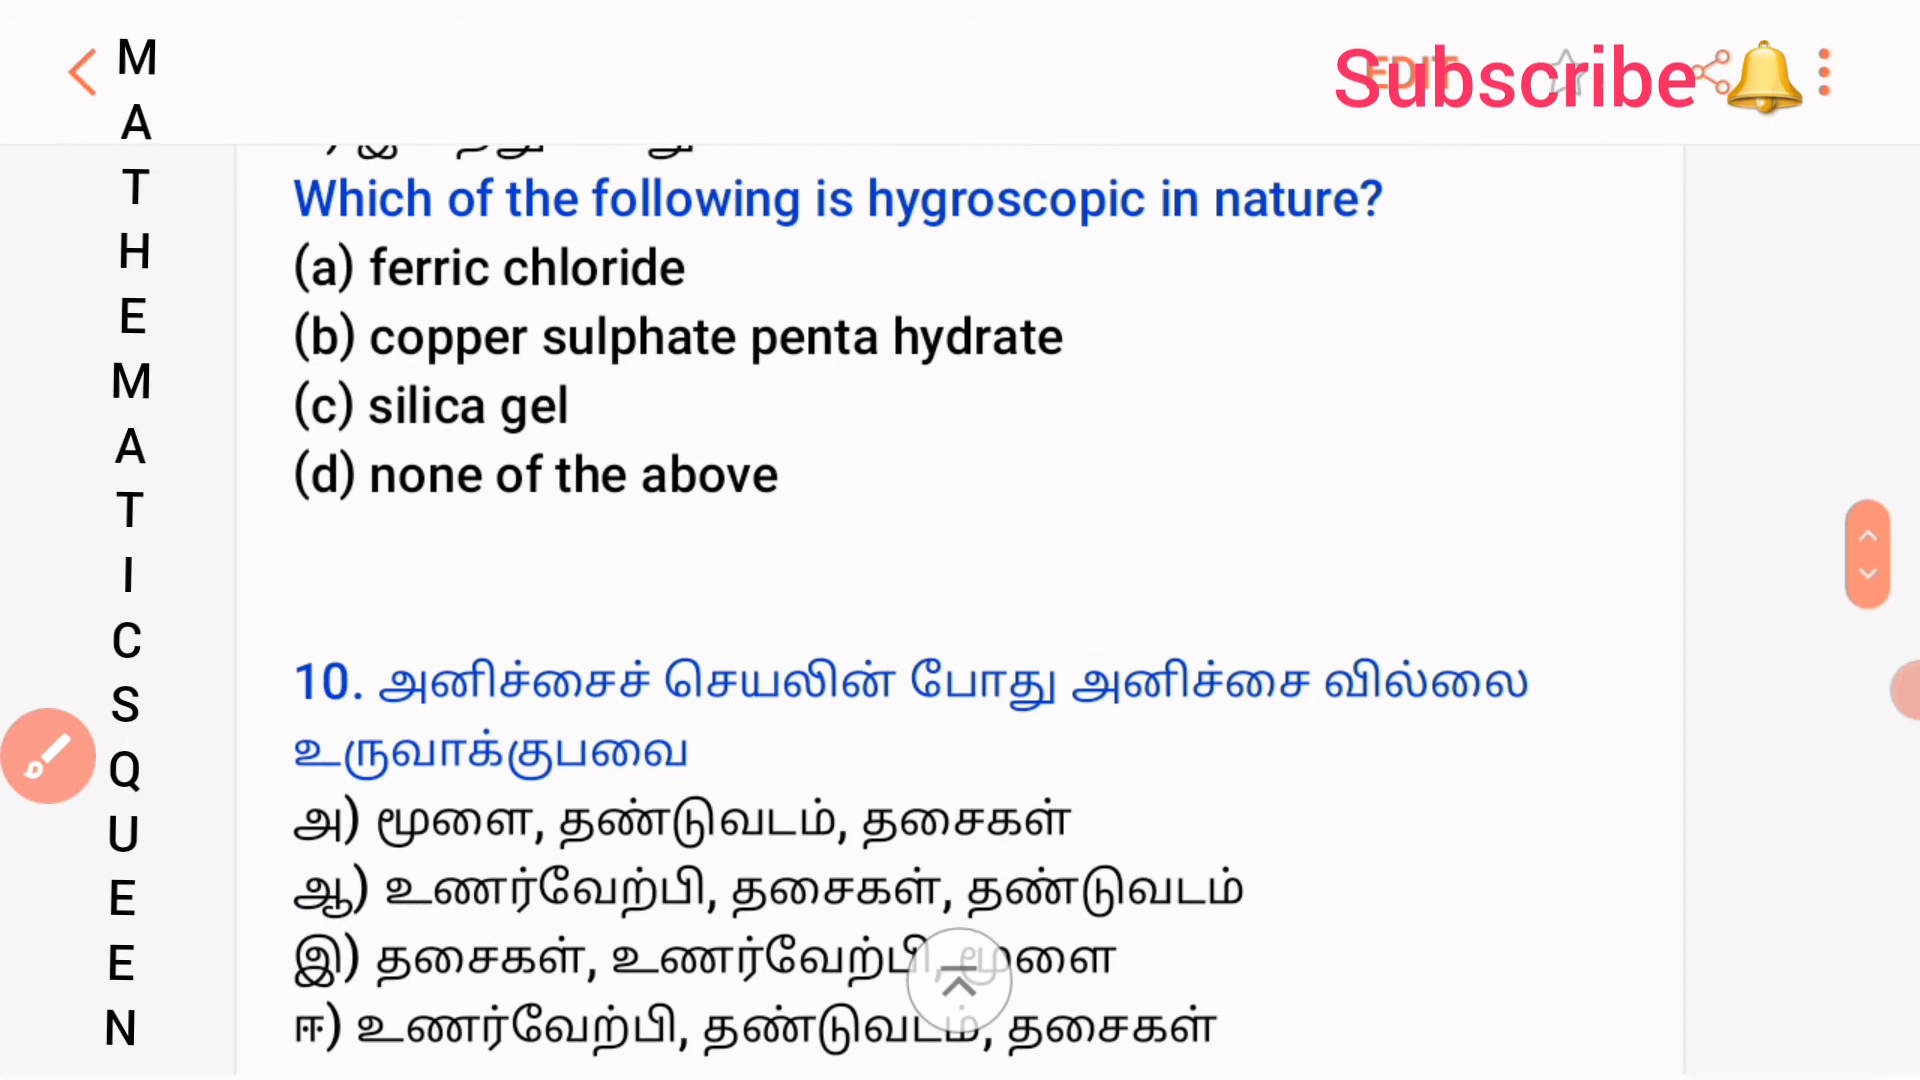 MATHEMATICSQUEEN
EDIT
Subscribe🔔
Which of the following is hygroscopic in nature?
(a) ferric chloride
(b) copper sulphate penta hydrate
(c) silica gel
(d) none of the above
10. அனிச்சைச் செயலின் போது அனிச்சை வில்லை
உருவாக்குபவை
அ) மூளை, தண்டுவடம், தசைகள்
ஆ) உணர்வேற்பி, தசைகள், தண்டுவடம்
இ) தசைகள், உணர்வேற்பி, மூளை
ஈ) உணர்வேற்பி, தண்டுவடம், தசைகள்